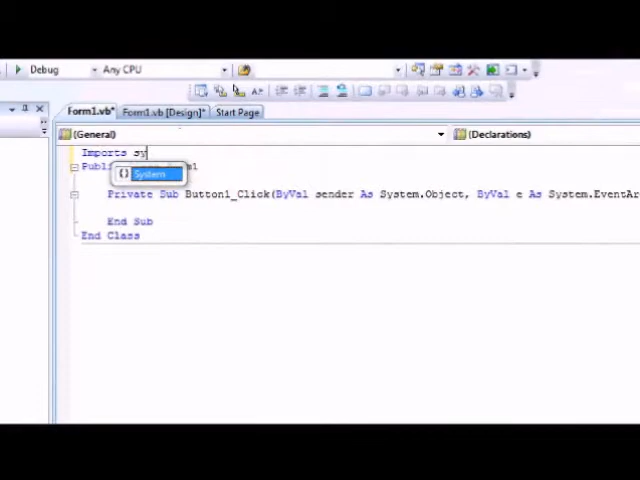 Debug Any CPU
Form1.vb* Form1.vb [Design]* Start Page
(General) (Declarations)
Imports sy
System
Private Sub Button1_Click(ByVal sender As System.Object, ByVal e As System.EventAr
End Sub
End Class